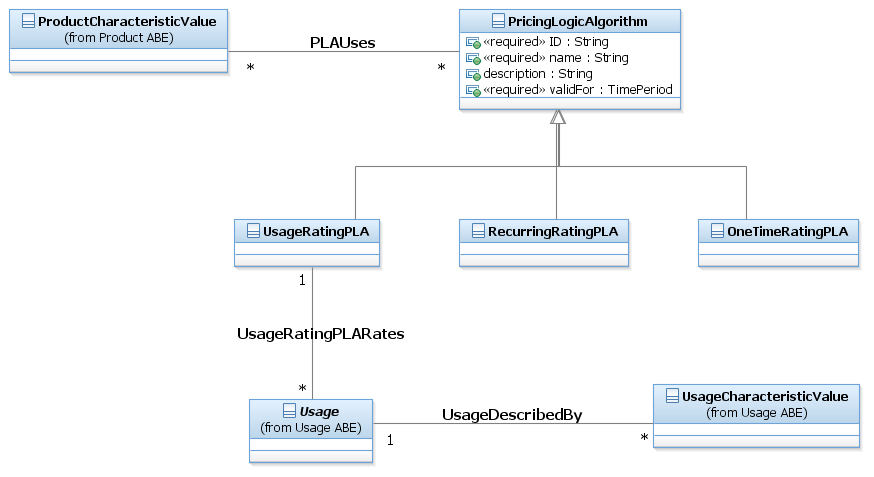 ProductCharacteristicValue
(from Product ABE)
PLAUses
*
*
PricingLogicAlgorithm
«required» ID : String
«required» name : String
description : String
«required» validFor : TimePeriod
UsageRatingPLA
RecurringRatingPLA
OneTimeRatingPLA
1
UsageRatingPLARates
*
Usage
(from Usage ABE)
UsageDescribedBy
1
*
UsageCharacteristicValue
(from Usage ABE)